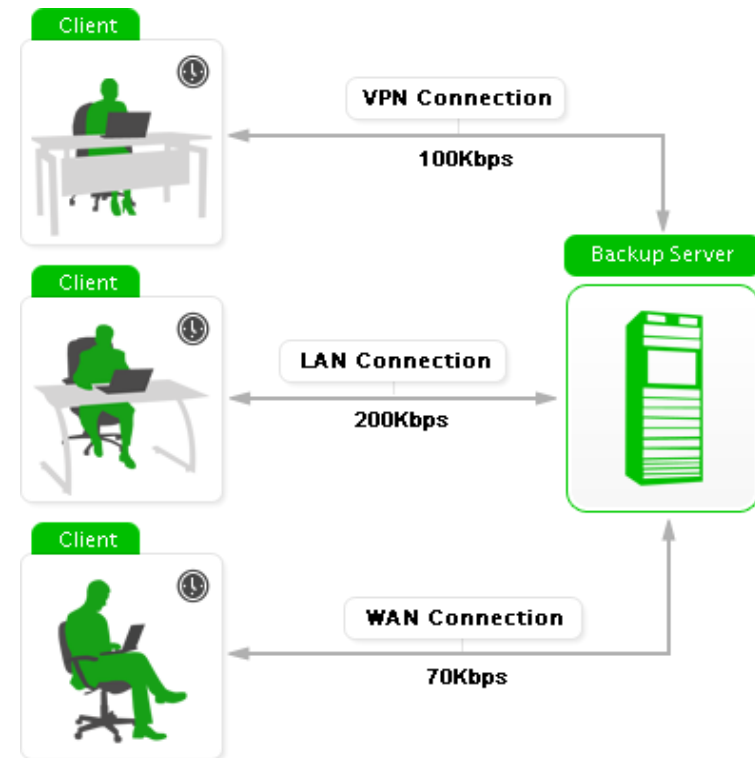 Client
VPN Connection
100Kbps
Backup Server
Client
LAN Connection
200Kbps
Client
WAN Connection
70Kbps